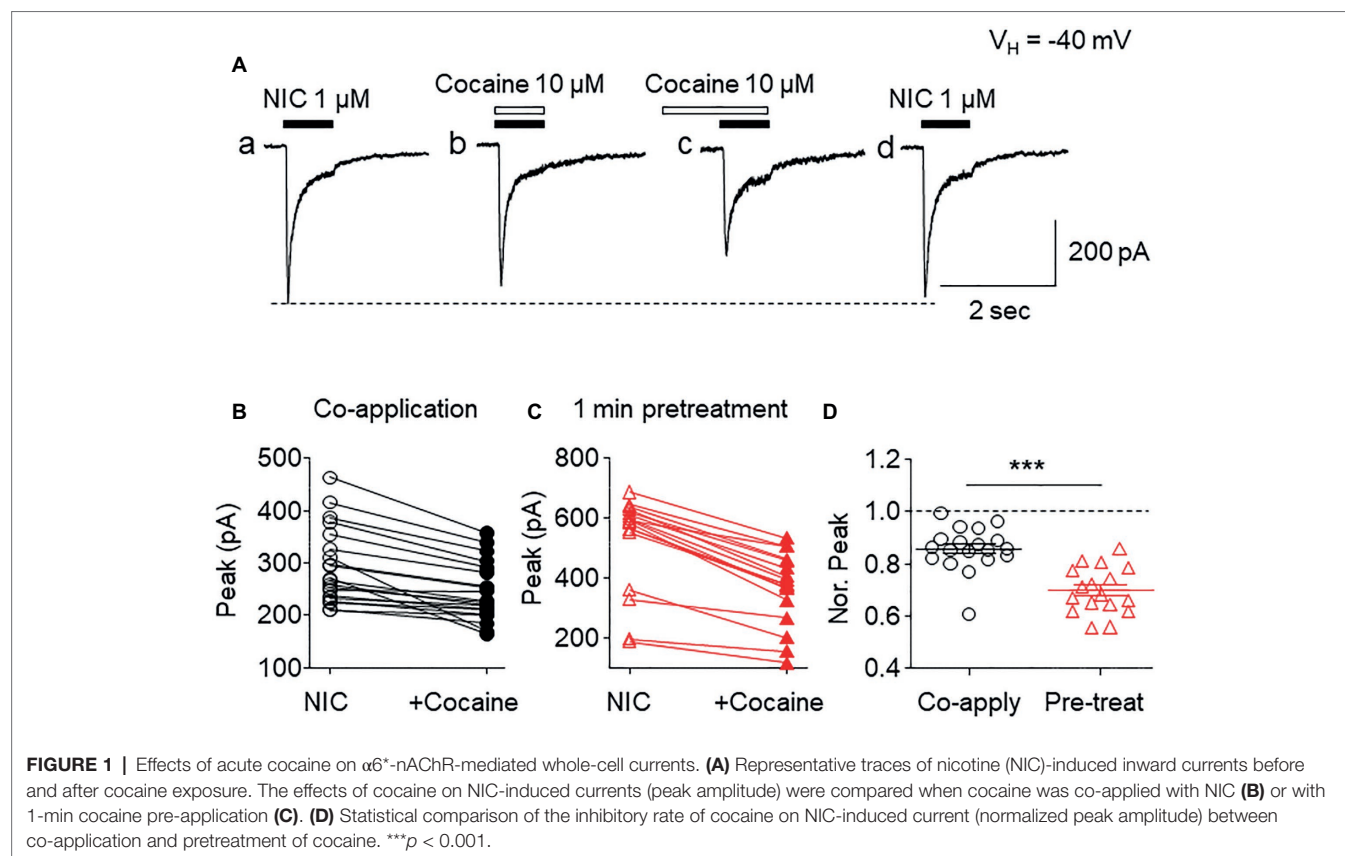 V_H = -40 mV
A
NIC 1 µM
Cocaine 10 µM
Cocaine 10 µM
NIC 1 µM
a
b
c
d
200 pA
2 sec
B
Co-application
Peak (pA)
500
400
300
200
100
NIC
+Cocaine
C
1 min pretreatment
Peak (pA)
800
600
400
200
NIC
+Cocaine
D
***
Nor. Peak
1.2
1.0
0.8
0.6
0.4
Co-apply
Pre-treat
FIGURE 1 | Effects of acute cocaine on α6*-nAChR-mediated whole-cell currents. (A) Representative traces of nicotine (NIC)-induced inward currents before
and after cocaine exposure. The effects of cocaine on NIC-induced currents (peak amplitude) were compared when cocaine was co-applied with NIC (B) or with
1-min cocaine pre-application (C). (D) Statistical comparison of the inhibitory rate of cocaine on NIC-induced current (normalized peak amplitude) between
co-application and pretreatment of cocaine. ***p < 0.001.